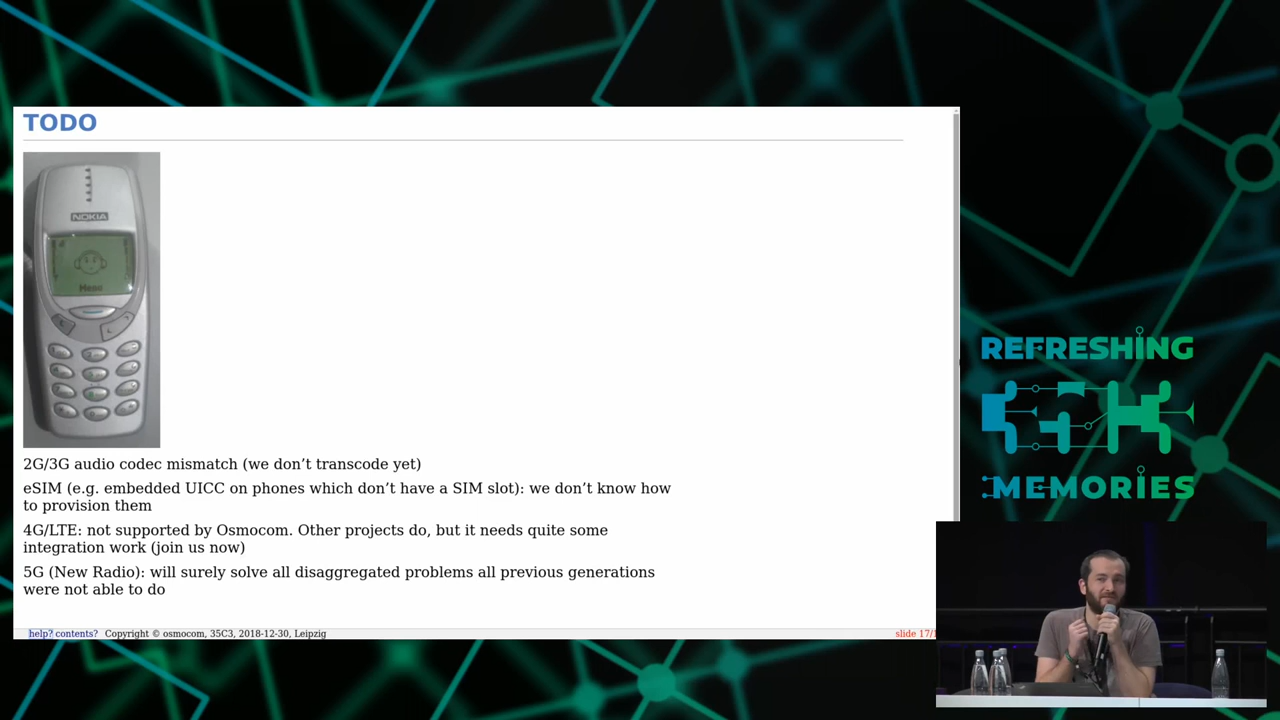 TODO
NOKIA
Menu
2G/3G audio codec mismatch (we don’t transcode yet)
eSIM (e.g. embedded UICC on phones which don’t have a SIM slot): we don’t know how
to provision them
4G/LTE: not supported by Osmocom. Other projects do, but it needs quite some
integration work (join us now)
5G (New Radio): will surely solve all disaggregated problems all previous generations
were not able to do
help? contents? Copyright © osmocom, 35C3, 2018-12-30, Leipzig
slide 17/1
REFRESHING
MEMORIES